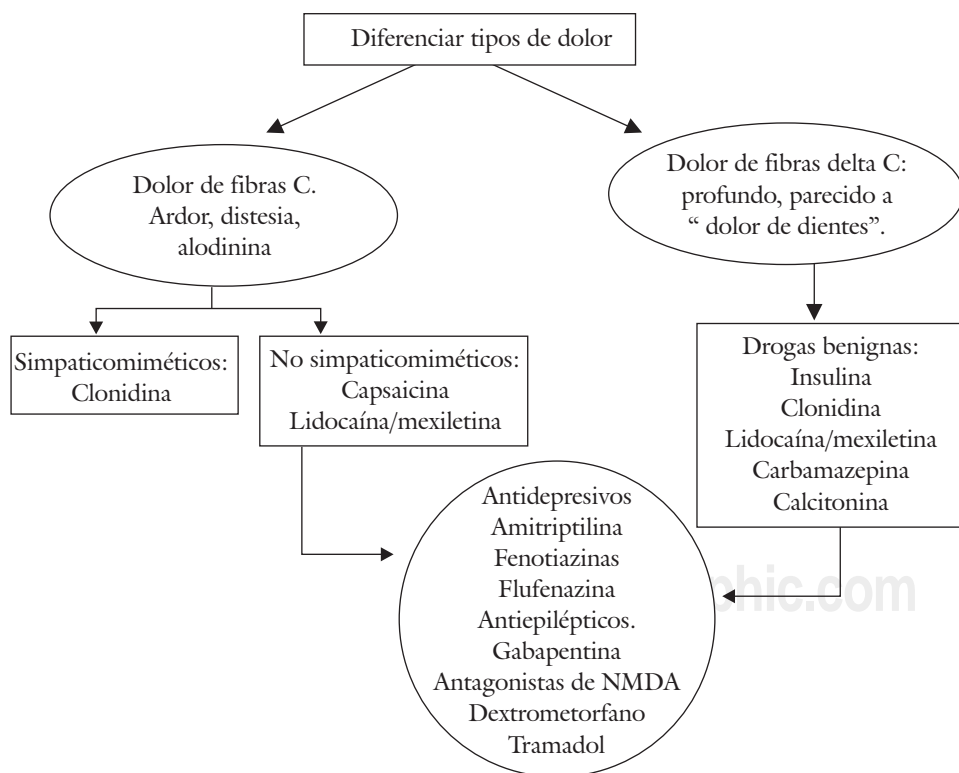 Diferenciar tipos de dolor
Dolor de fibras C.
Ardor, distesia,
alodinina
Dolor de fibras delta C:
profundo, parecido a
“ dolor de dientes”.
Simpaticomiméticos:
Clonidina
No simpaticomiméticos:
Capsaicina
Lidocaína/mexiletina
Drogas benignas:
Insulina
Clonidina
Lidocaína/mexiletina
Carbamazepina
Calcitonina
Antidepresivos
Amitriptilina
Fenotiazinas
Flufenazina
Antiepilépticos.
Gabapentina
Antagonistas de NMDA
Dextrometorfano
Tramadol